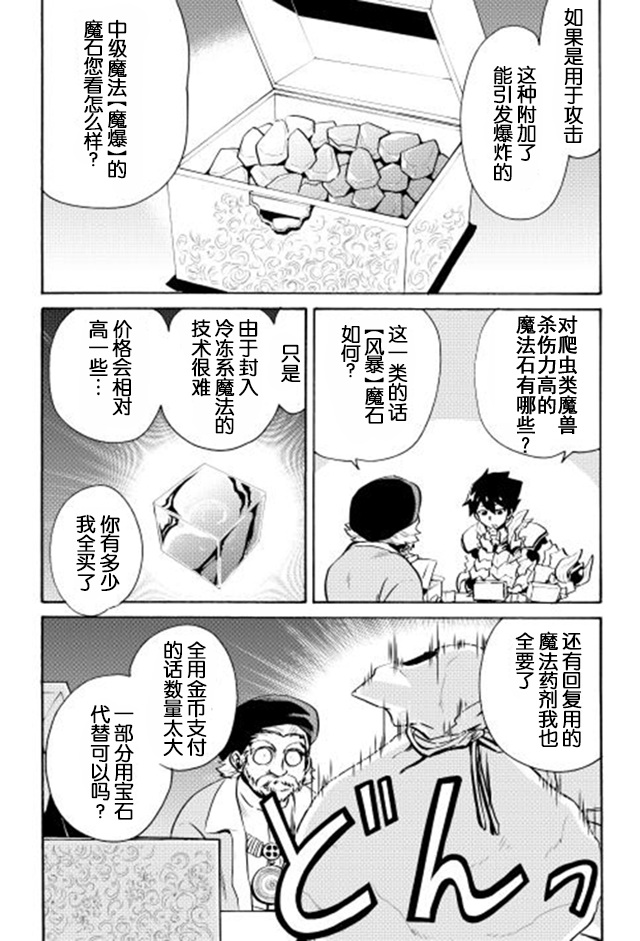 如果是用于攻击
这种附加了
能引发爆炸的
中级魔法【魔爆】的
魔石您看怎么样？
对爬虫类魔兽
杀伤力高的
魔法石有哪些？
这一类的话
【风暴】魔石
如何？
只是
由于封入
冷冻系魔法的
技术很难
价格会相对
高一些…
你有多少
我全买了
还有回复用的
魔法药剂我也
全要了
全用金币支付
的话数量太大
一部分用宝石
代替可以吗？
どんっ